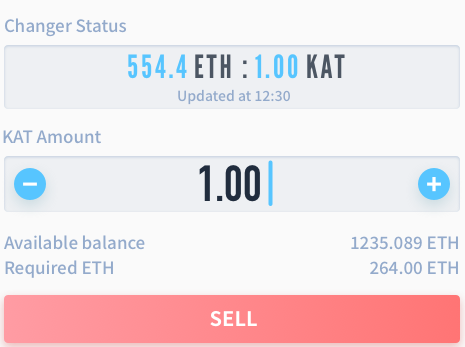 Changer Status
554.4 ETH : 1.00 KAT
Updated at 12:30
KAT Amount
− 1.00 +
Available balance 1235.089 ETH
Required ETH 264.00 ETH
SELL